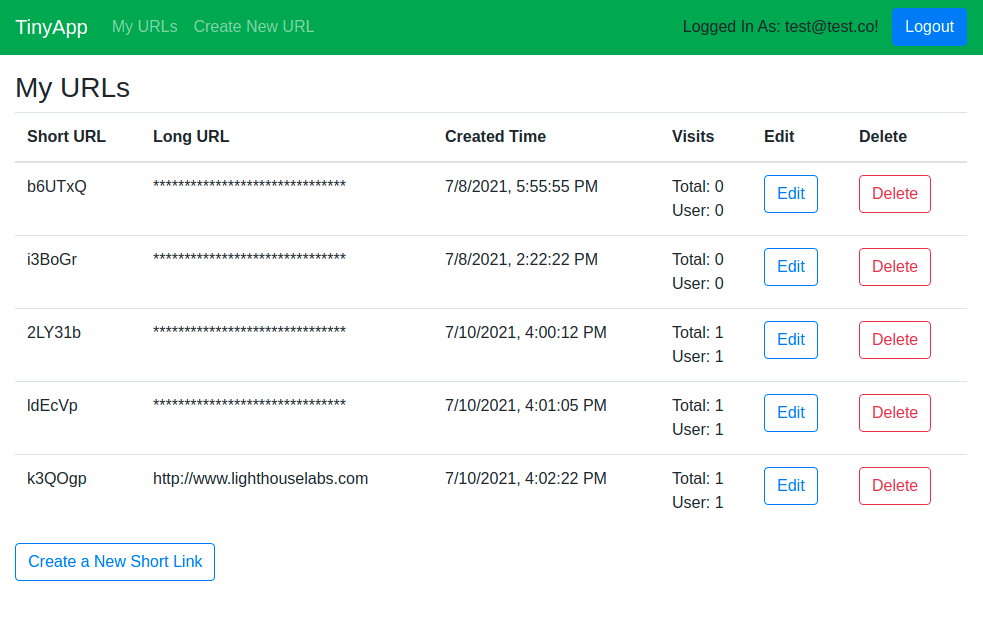 TinyApp My URLs Create New URL Logged In As: test@test.co! Logout
My URLs
Short URL Long URL Created Time Visits Edit Delete
b6UTxQ ******************************* 7/8/2021, 5:55:55 PM Total: 0 Edit Delete
User: 0
i3BoGr ******************************* 7/8/2021, 2:22:22 PM Total: 0 Edit Delete
User: 0
2LY31b ******************************* 7/10/2021, 4:00:12 PM Total: 1 Edit Delete
User: 1
ldEcVp ******************************* 7/10/2021, 4:01:05 PM Total: 1 Edit Delete
User: 1
k3QOgp http://www.lighthouselabs.com 7/10/2021, 4:02:22 PM Total: 1 Edit Delete
User: 1
Create a New Short Link